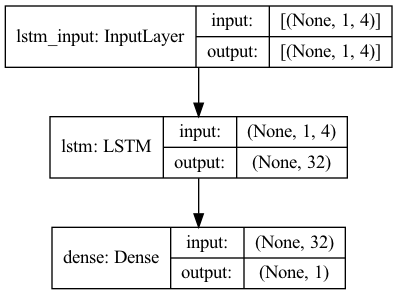 lstm_input: InputLayer
input: [(None, 1, 4)]
output: [(None, 1, 4)]
lstm: LSTM
input: (None, 1, 4)
output: (None, 32)
dense: Dense
input: (None, 32)
output: (None, 1)